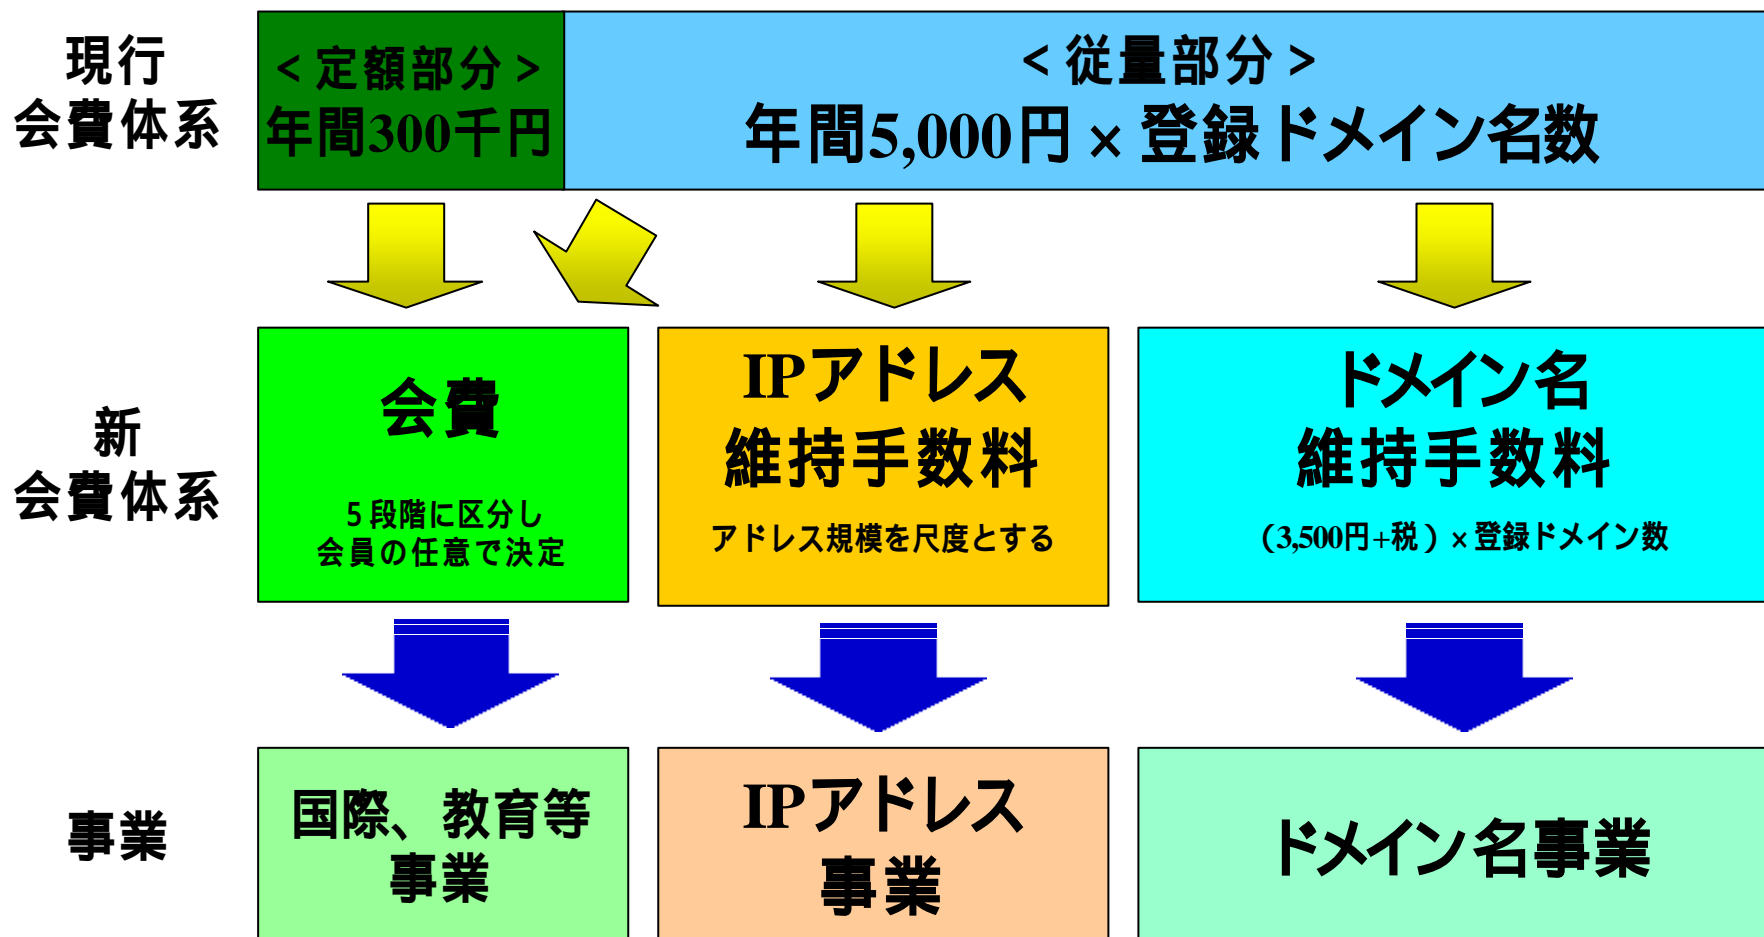 現行
会費体系
＜定額部分＞
年間300千円
＜従量部分＞
年間5,000円×登録ドメイン名数
新
会費体系
会費
５段階に区分し
会員の任意で決定
IPアドレス
維持手数料
アドレス規模を尺度とする
ドメイン名
維持手数料
（3,500円+税）×登録ドメイン数
事業
国際、教育等
事業
IPアドレス
事業
ドメイン名事業